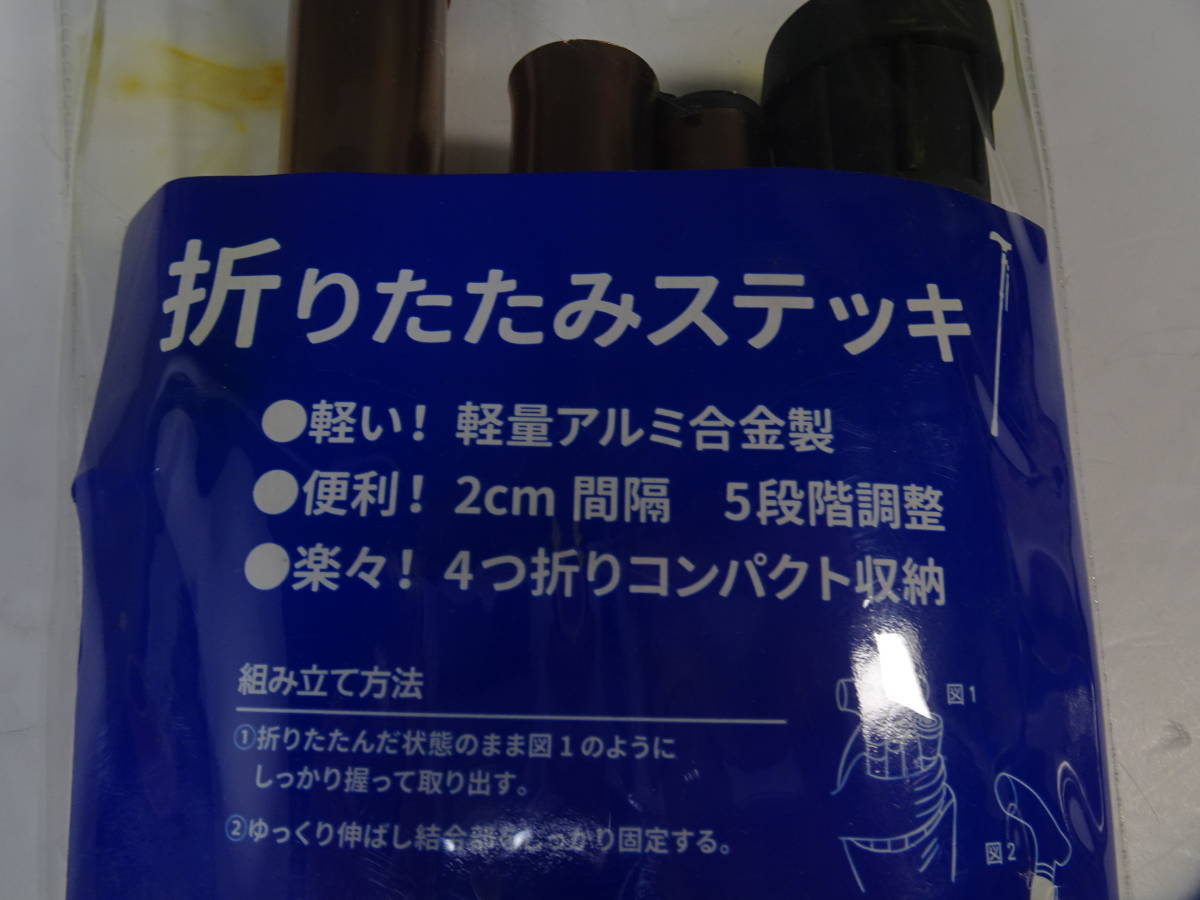 折りたたみステッキ
●軽い！ 軽量アルミ合金製
●便利！ 2cm 間隔　5段階調整
●楽々！ 4つ折りコンパクト収納
組み立て方法
①折りたたんだ状態のまま図1のように
しっかり握って取り出す。
②ゆっくり伸ばし結合部をしっかり固定する。
図1
図2